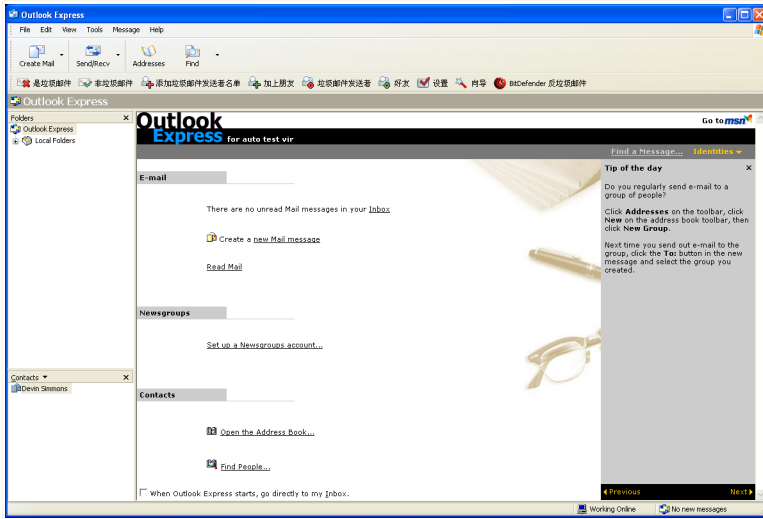 Outlook Express
File Edit View Tools Message Help
Create Mail Send/Recv Addresses Find
是垃圾邮件 非垃圾邮件 添加垃圾邮件发送者名单 加上朋友 垃圾邮件发送者 好友 设置 向导 BitDefender 反垃圾邮件
Outlook Express
Folders
Outlook Express
Local Folders
Contacts
Devin Simmons
Outlook
Express for auto test vir
Go to msn
Find a Message... Identities
E-mail
There are no unread Mail messages in your Inbox
Create a new Mail message
Read Mail
Newsgroups
Set up a Newsgroups account...
Contacts
Open the Address Book...
Find People...
When Outlook Express starts, go directly to my Inbox.
Tip of the day
Do you regularly send e-mail to a
group of people?
Click Addresses on the toolbar, click
New on the address book toolbar, then
click New Group.
Next time you send out e-mail to the
group, click the To: button in the new
message and select the group you
created.
Previous Next
Working Online No new messages